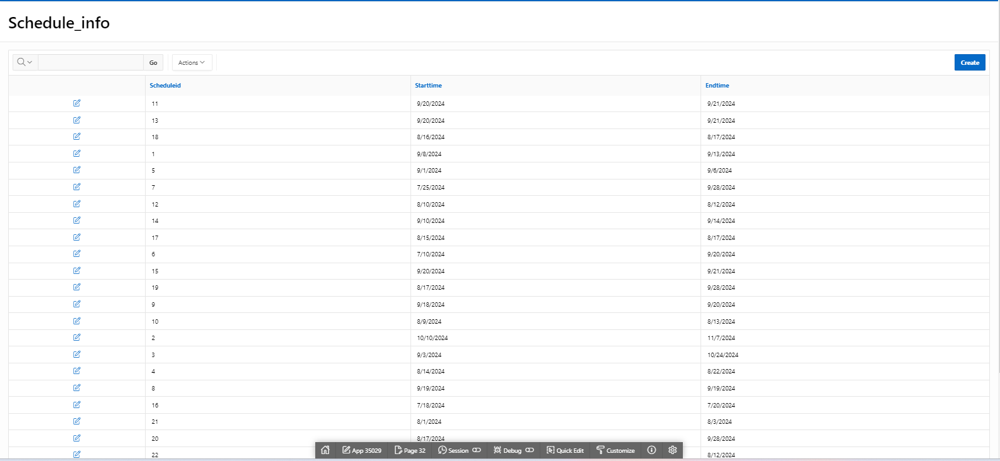 Schedule_info
Go Actions Create
Scheduleid Starttime Endtime
11 9/20/2024 9/21/2024
13 9/20/2024 9/21/2024
18 8/16/2024 8/17/2024
1 9/8/2024 9/13/2024
5 9/1/2024 9/6/2024
7 7/25/2024 9/28/2024
12 8/10/2024 8/12/2024
14 9/10/2024 9/14/2024
17 8/15/2024 8/17/2024
6 7/10/2024 9/20/2024
15 9/20/2024 9/21/2024
19 8/17/2024 9/28/2024
9 9/18/2024 9/20/2024
10 8/9/2024 8/13/2024
2 10/10/2024 11/7/2024
3 9/3/2024 10/24/2024
4 8/14/2024 8/22/2024
8 9/19/2024 9/19/2024
16 7/18/2024 7/20/2024
21 8/1/2024 8/3/2024
20 8/17/2024 9/28/2024
22 8/12/2024
App 35029 Page 32 Session Debug Quick Edit Customize